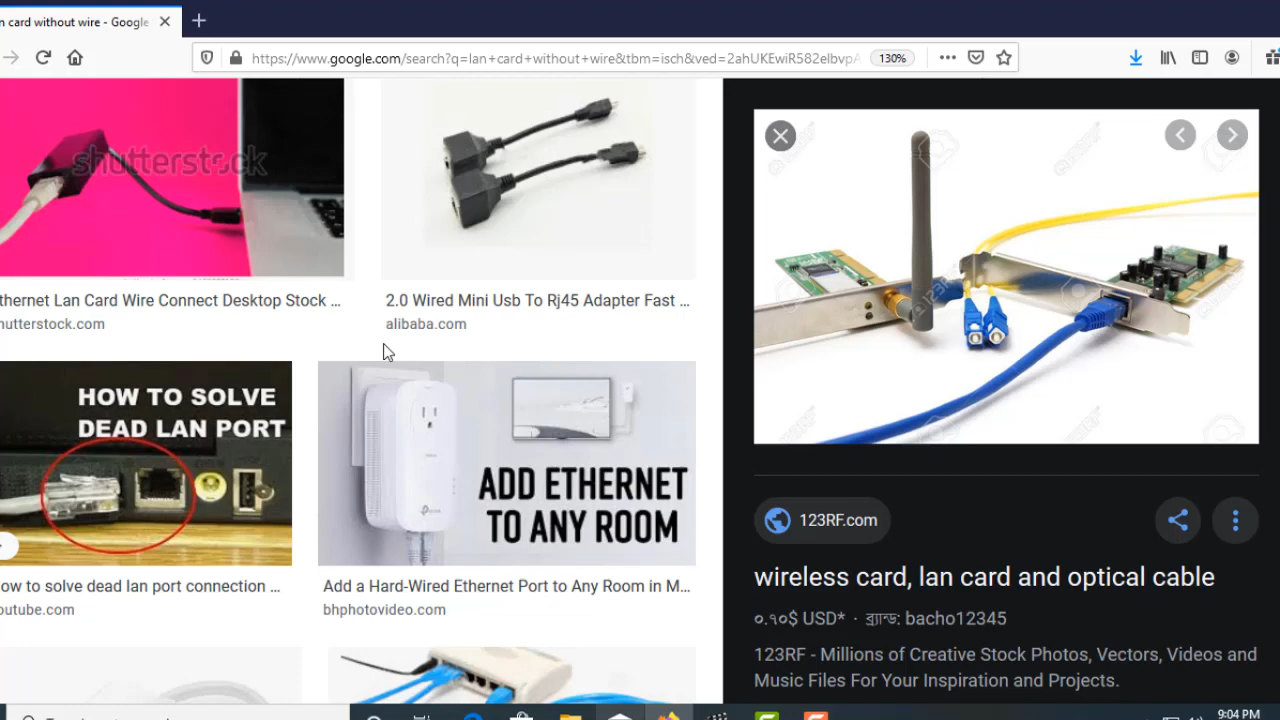 n card without wire - Google
https://www.google.com/search?q=lan+card+without+wire&tbm=isch&ved=2ahUKEwiR582elbvpA
130%
shutterstock
thernet Lan Card Wire Connect Desktop Stock ...
hutterstock.com
2.0 Wired Mini Usb To Rj45 Adapter Fast ...
alibaba.com
HOW TO SOLVE
DEAD LAN PORT
ow to solve dead lan port connection ...
outube.com
ADD ETHERNET
TO ANY ROOM
Add a Hard-Wired Ethernet Port to Any Room in M...
bhphotovideo.com
123RF
123RF.com
wireless card, lan card and optical cable
০.৭০$ USD* · ব্র্যান্ড: bacho12345
123RF - Millions of Creative Stock Photos, Vectors, Videos and
Music Files For Your Inspiration and Projects.
9:04 PM